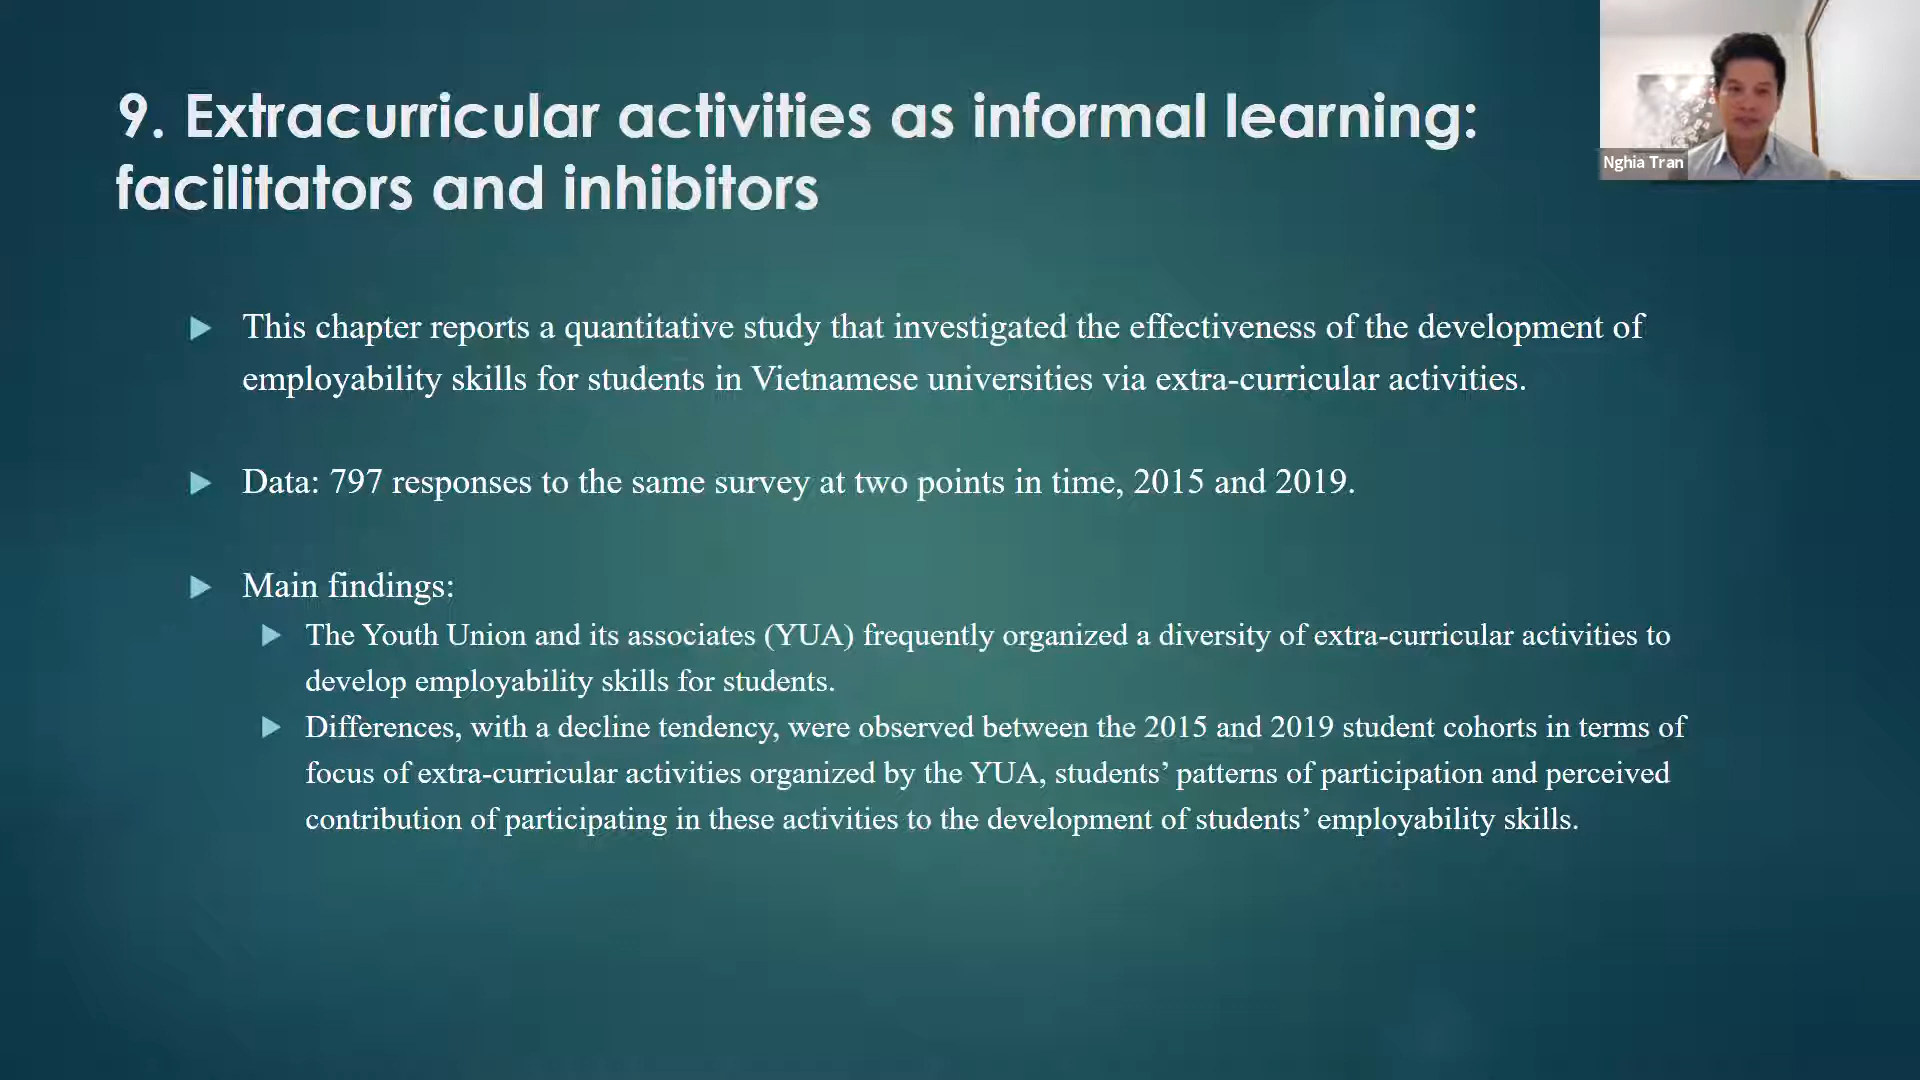 9. Extracurricular activities as informal learning:
facilitators and inhibitors
Nghia Tran
This chapter reports a quantitative study that investigated the effectiveness of the development of
employability skills for students in Vietnamese universities via extra-curricular activities.
Data: 797 responses to the same survey at two points in time, 2015 and 2019.
Main findings:
The Youth Union and its associates (YUA) frequently organized a diversity of extra-curricular activities to
develop employability skills for students.
Differences, with a decline tendency, were observed between the 2015 and 2019 student cohorts in terms of
focus of extra-curricular activities organized by the YUA, students’ patterns of participation and perceived
contribution of participating in these activities to the development of students’ employability skills.